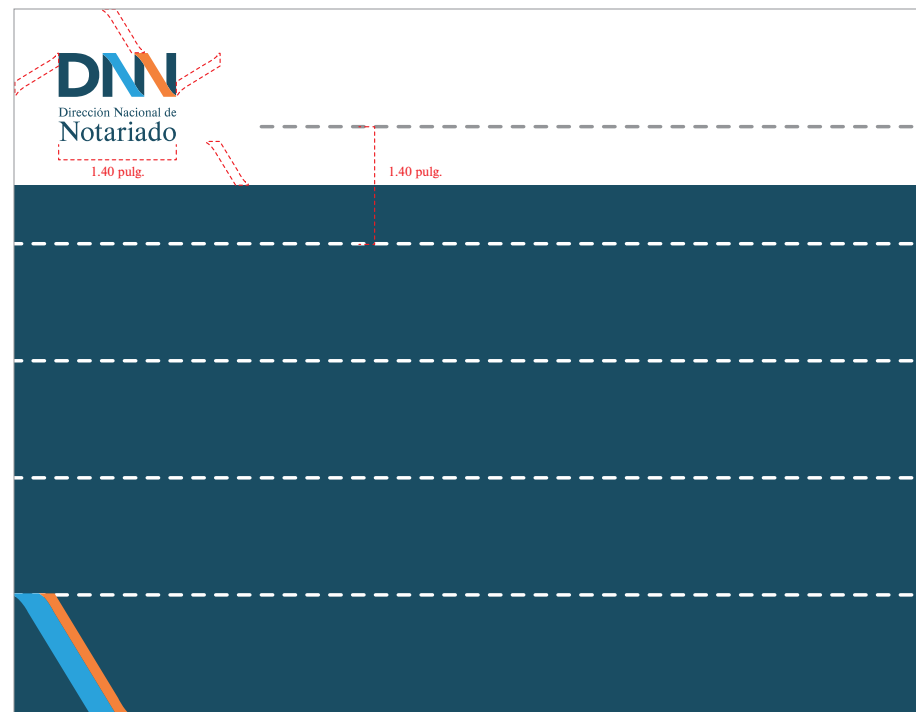 DNN
Dirección Nacional de
Notariado
1.40 pulg.
1.40 pulg.